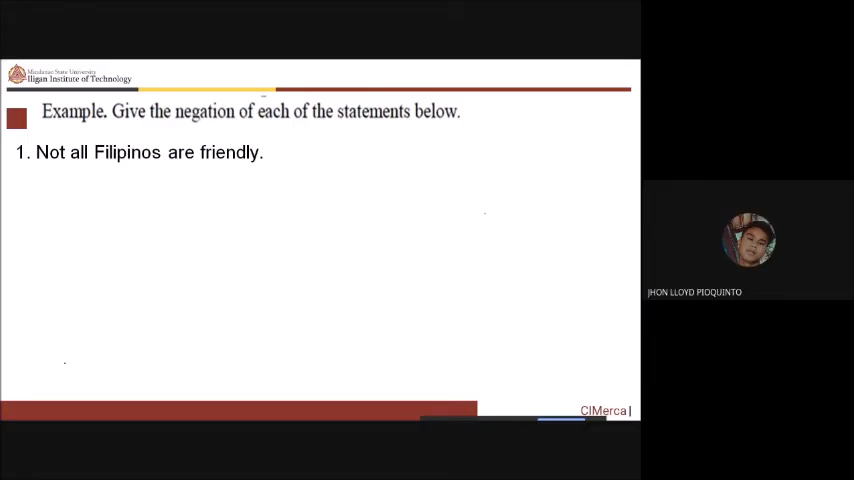 Mindanao State University
Iligan Institute of Technology
Example. Give the negation of each of the statements below.
1. Not all Filipinos are friendly.
JHON LLOYD PIOQUINTO
CIMerca|